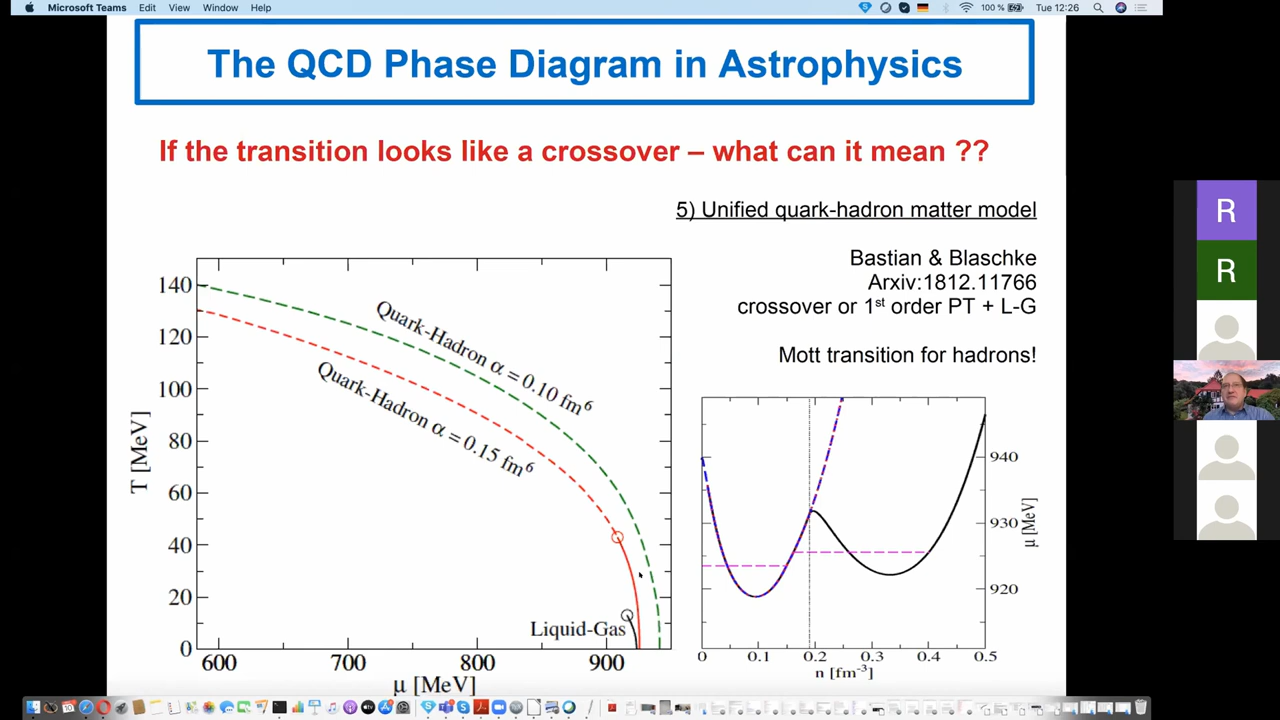 Microsoft Teams Edit View Window Help 100 % Tue 12:26
The QCD Phase Diagram in Astrophysics
If the transition looks like a crossover – what can it mean ??
5) Unified quark-hadron matter model
Bastian & Blaschke
Arxiv:1812.11766
crossover or 1st order PT + L-G
Mott transition for hadrons!
140
120
100
80
60
40
20
0
T [MeV]
Quark-Hadron α = 0.10 fm⁶
Quark-Hadron α = 0.15 fm⁶
Liquid-Gas
600 700 800 900
μ [MeV]
940
930
920
μ [MeV]
0 0.1 0.2 0.3 0.4 0.5
n [fm⁻³]
R
R